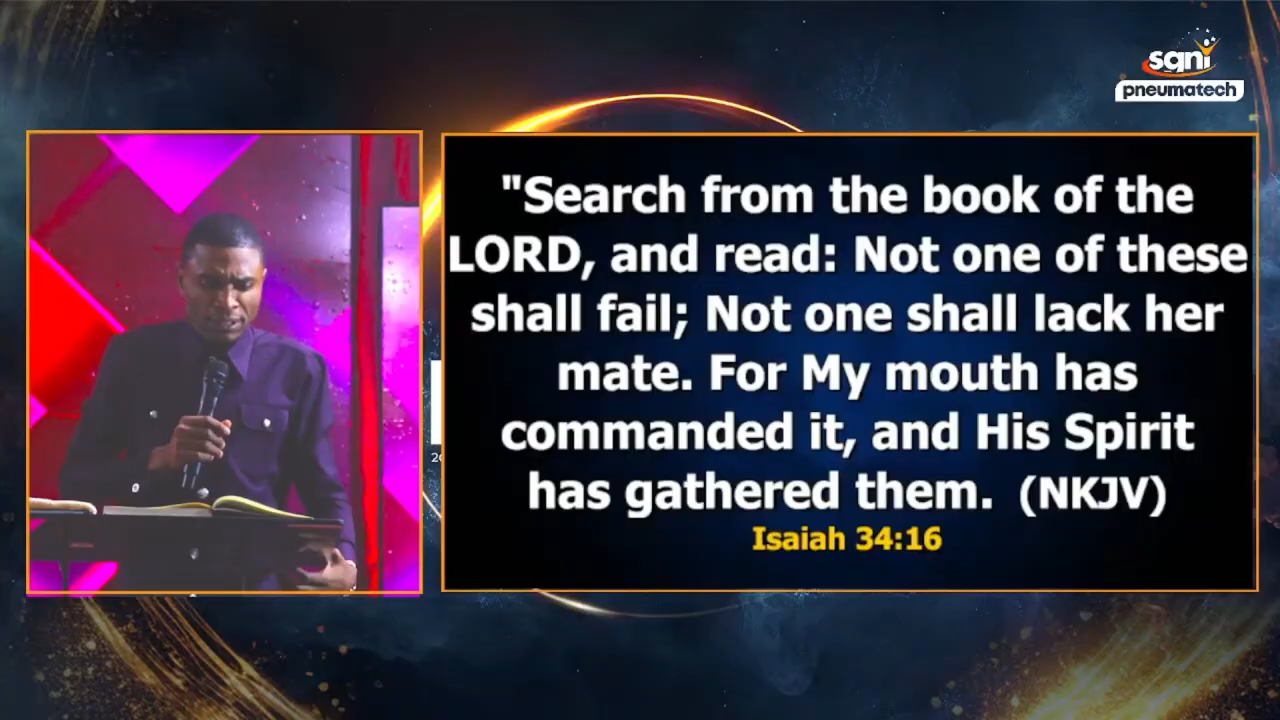 sqni
pneumatech
"Search from the book of the
LORD, and read: Not one of these
shall fail; Not one shall lack her
mate. For My mouth has
commanded it, and His Spirit
has gathered them. (NKJV)
Isaiah 34:16